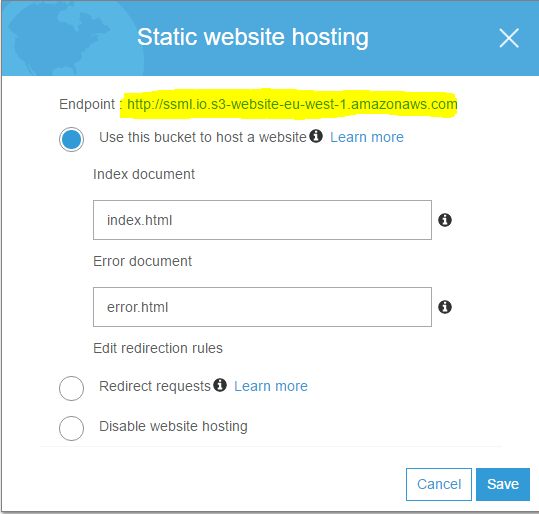 Static website hosting
Endpoint : http://ssml.io.s3-website-eu-west-1.amazonaws.com
Use this bucket to host a website Learn more
Index document
index.html
Error document
error.html
Edit redirection rules
Redirect requests Learn more
Disable website hosting
Cancel Save